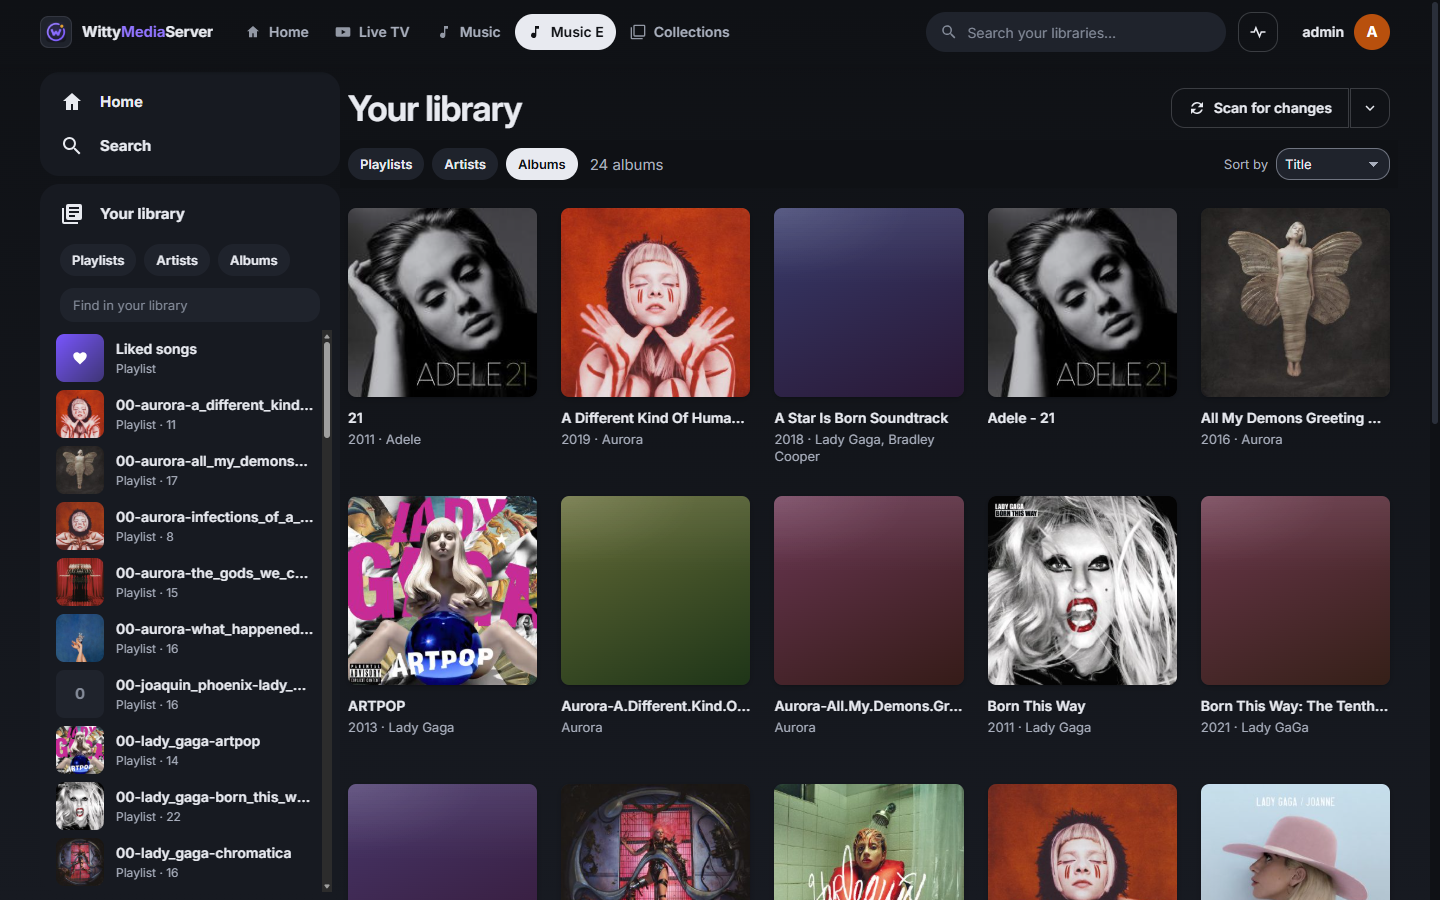 WittyMediaServer
Home
Live TV
Music
Music E
Collections
Search your libraries...
admin
A
Home
Search
Your library
Playlists
Artists
Albums
Find in your library
Liked songs
Playlist
00-aurora-a_different_kind...
Playlist · 11
00-aurora-all_my_demons...
Playlist · 17
00-aurora-infections_of_a_...
Playlist · 8
00-aurora-the_gods_we_c...
Playlist · 15
00-aurora-what_happened...
Playlist · 16
0
00-joaquin_phoenix-lady_...
Playlist · 16
00-lady_gaga-artpop
Playlist · 14
00-lady_gaga-born_this_w...
Playlist · 22
00-lady_gaga-chromatica
Playlist · 16
Your library
Scan for changes
Playlists
Artists
Albums
24 albums
Sort by
Title
ADELE 21
21
2011 · Adele
A Different Kind Of Huma...
2019 · Aurora
A Star Is Born Soundtrack
2018 · Lady Gaga, Bradley
Cooper
ADELE 21
Adele - 21
All My Demons Greeting ...
2016 · Aurora
LADY
GAGA
ARTPOP
ARTPOP
2013 · Lady Gaga
Aurora-A.Different.Kind.O...
Aurora
Aurora-All.My.Demons.Gr...
Aurora
LADY GAGA
BORN THIS WAY
Born This Way
2011 · Lady Gaga
Born This Way: The Tenth...
2021 · Lady GaGa
LADY GAGA / JOANNE